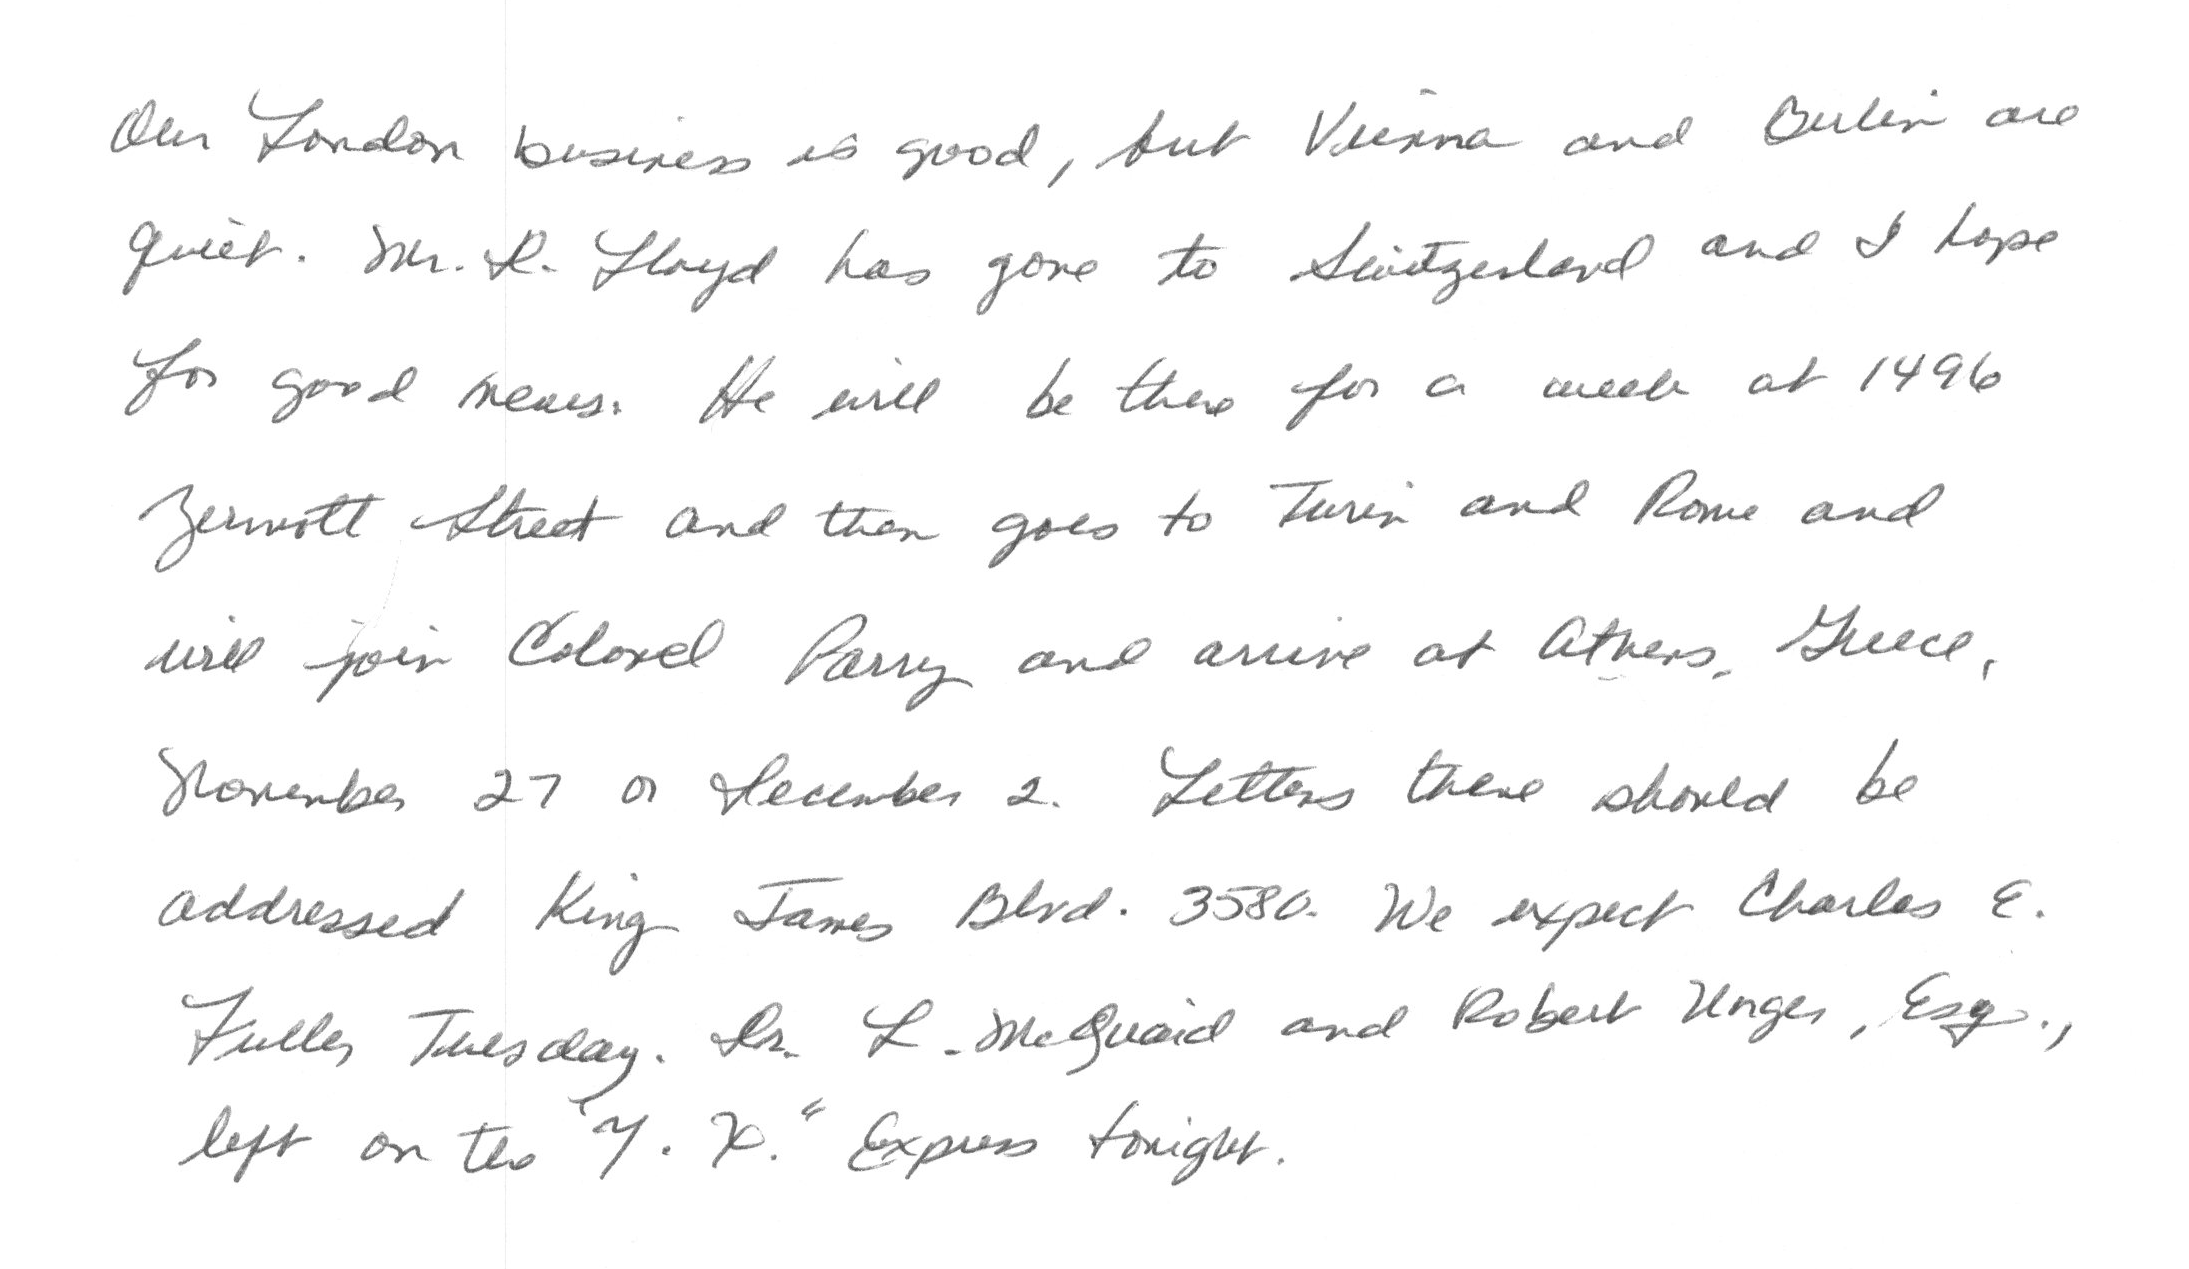 Our London business is good, but Vienna and Berlin are
quiet. Mr. D. Lloyd has gone to Switzerland and I hope
for good news. He will be there for a week at 1496
Zermott Street and then goes to Turin and Rome and
will join Colonel Parry and arrive at Athens, Greece,
November 27 or December 2. Letters there should be
addressed King James Blvd. 3580. We expect Charles E.
Fuller Tuesday. Dr. L. McQuaid and Robert Unger, Esq.,
left on the "Y. X." Express tonight.